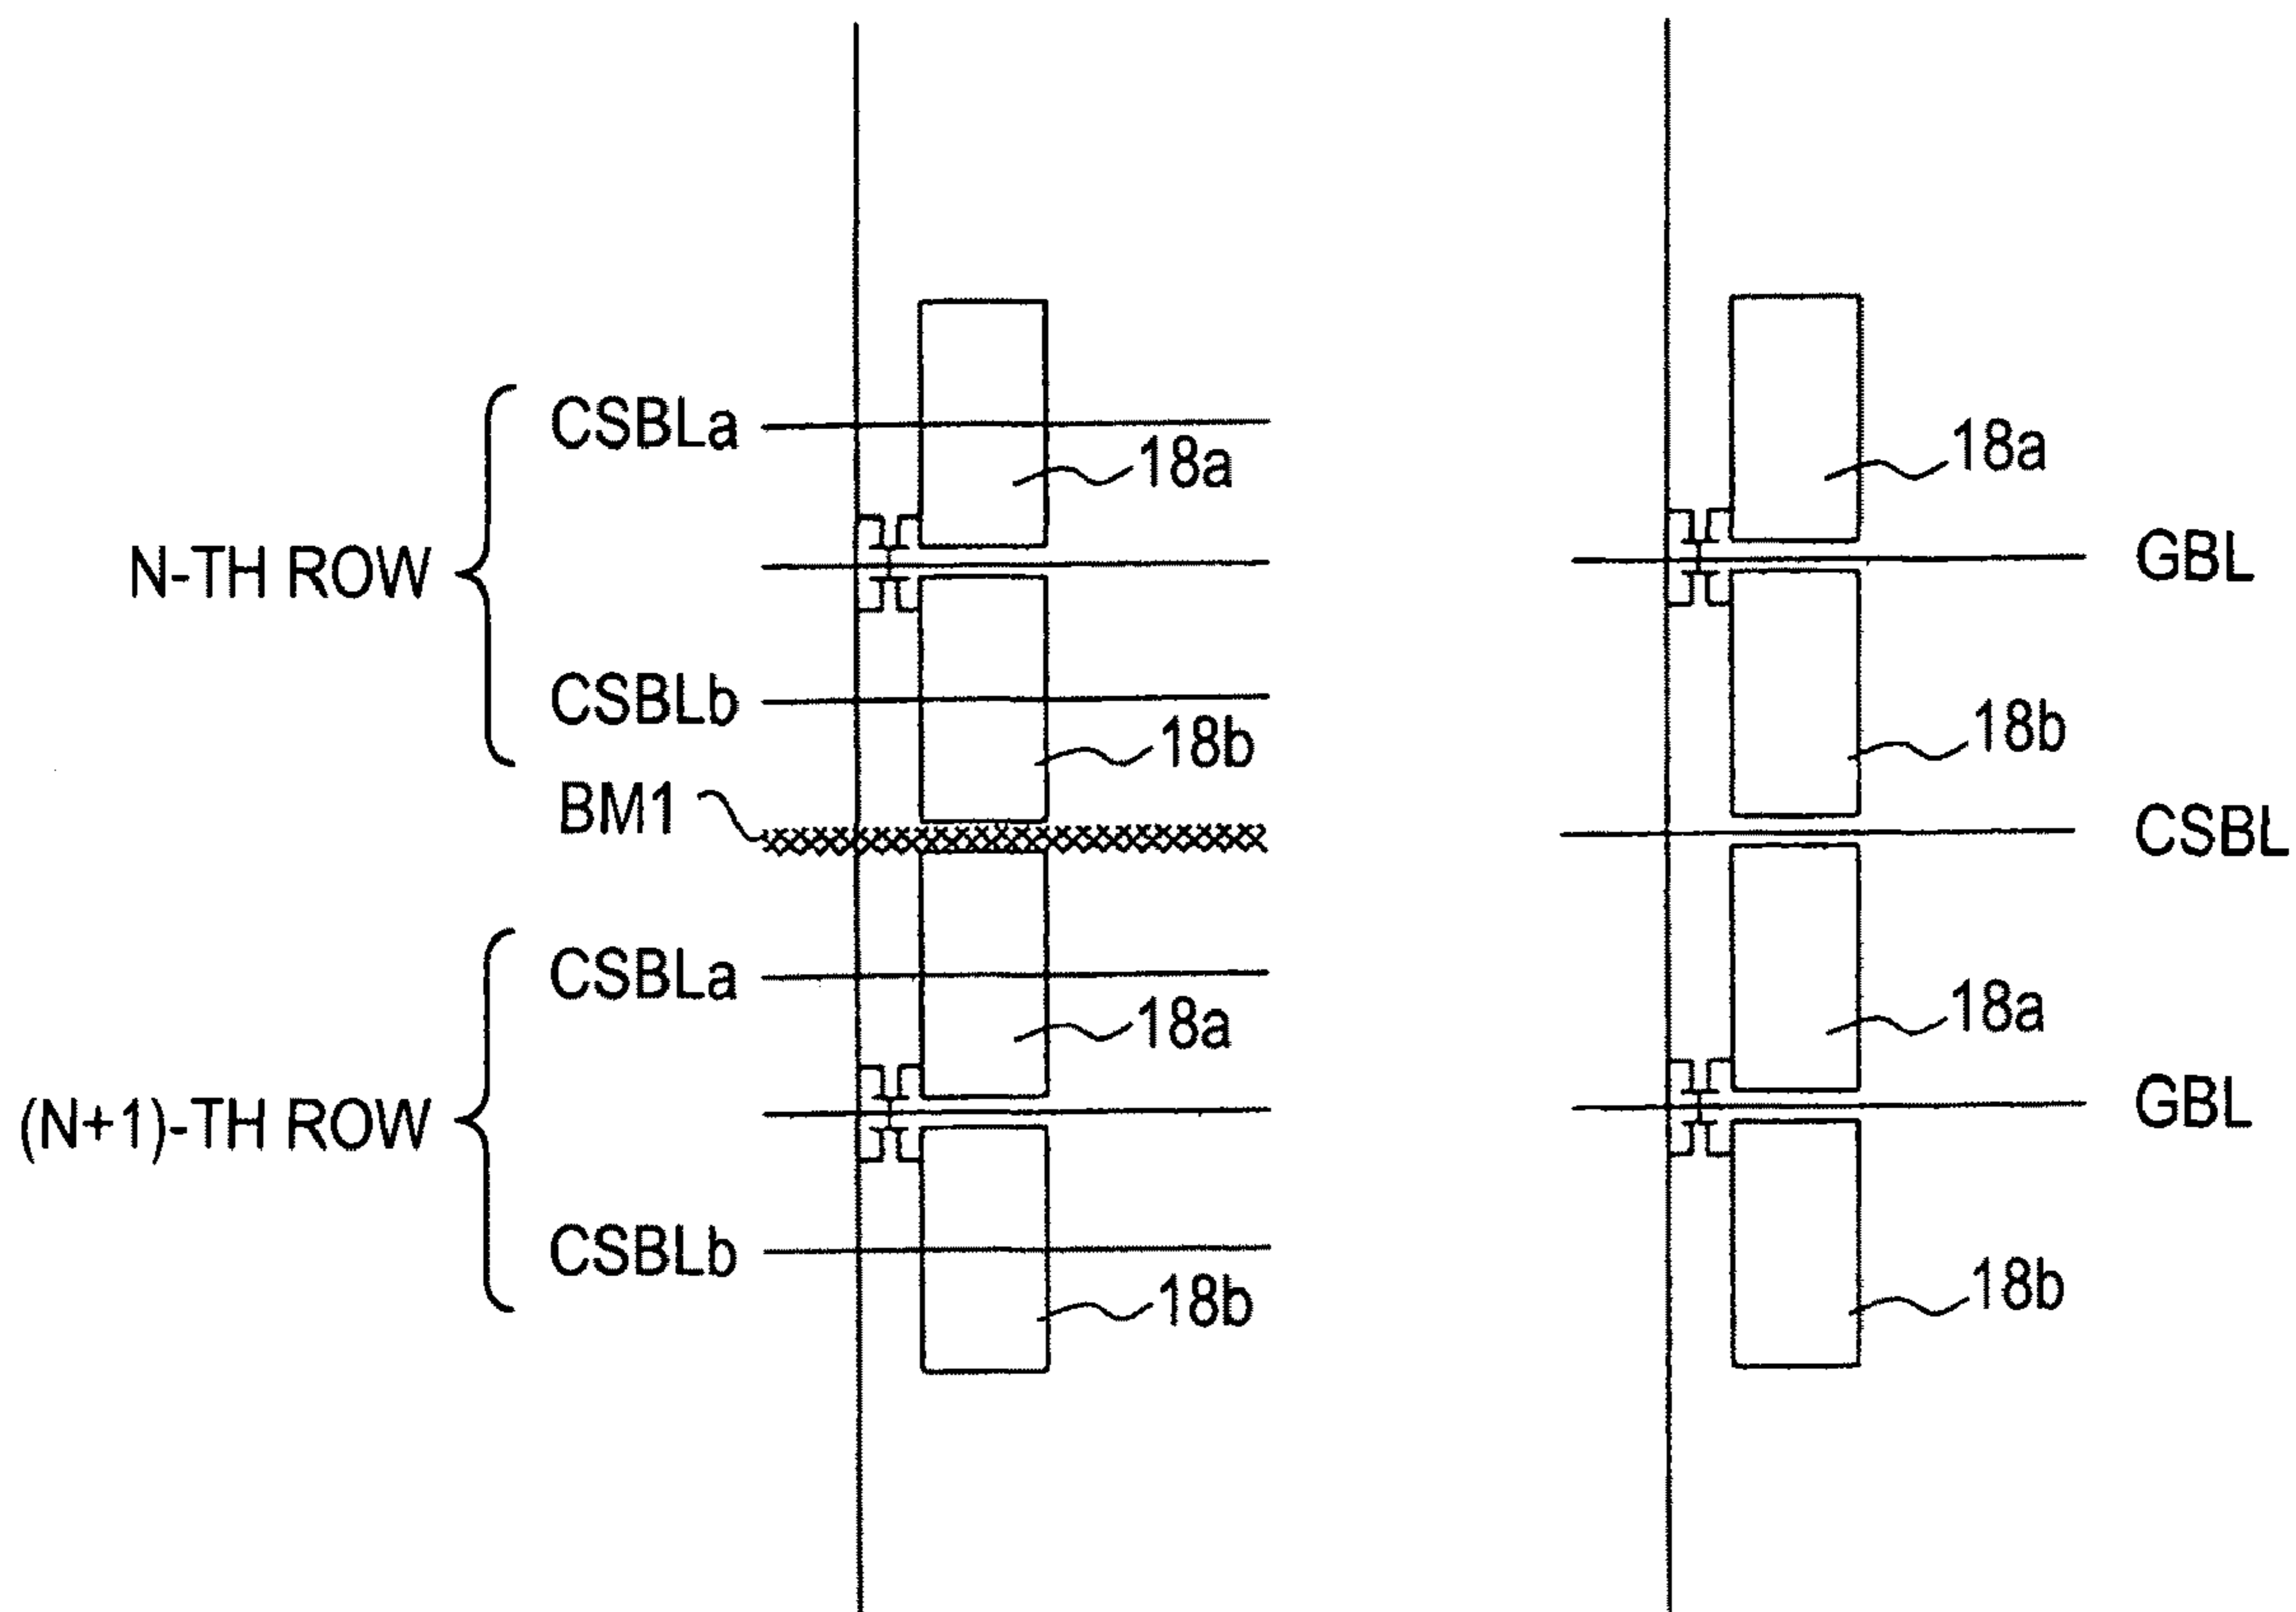 CSBLa
18a
N-TH ROW
CSBLb
18b
BM1
CSBLa
18a
(N+1)-TH ROW
CSBLb
18b
18a
GBL
18b
CSBL
18a
GBL
18b